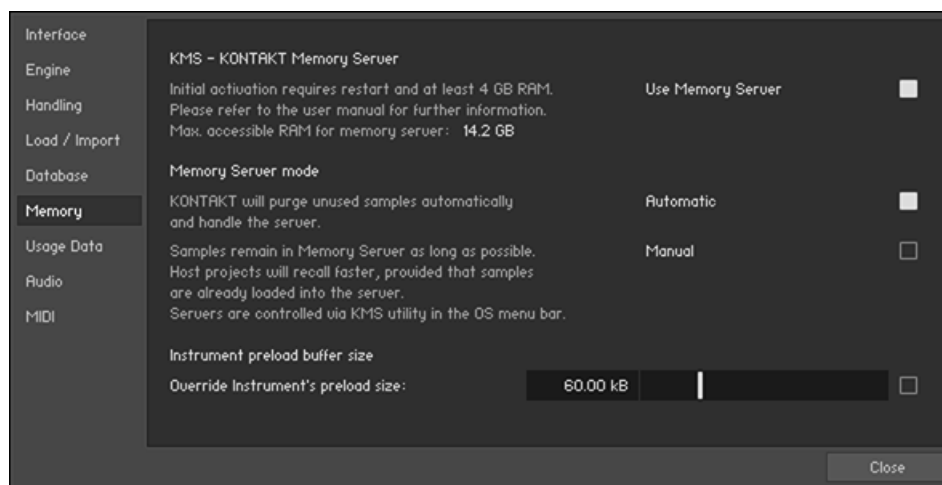 Interface
Engine
Handling
Load / Import
Database
Memory
Usage Data
Audio
MIDI
KMS - KONTAKT Memory Server
Initial activation requires restart and at least 4 GB RAM.
Please refer to the user manual for further information.
Max. accessible RAM for memory server: 14.2 GB
Use Memory Server
Memory Server mode
KONTAKT will purge unused samples automatically
and handle the server.
Automatic
Samples remain in Memory Server as long as possible.
Host projects will recall faster, provided that samples
are already loaded into the server.
Servers are controlled via KMS utility in the OS menu bar.
Manual
Instrument preload buffer size
Override Instrument's preload size: 60.00 kB
Close